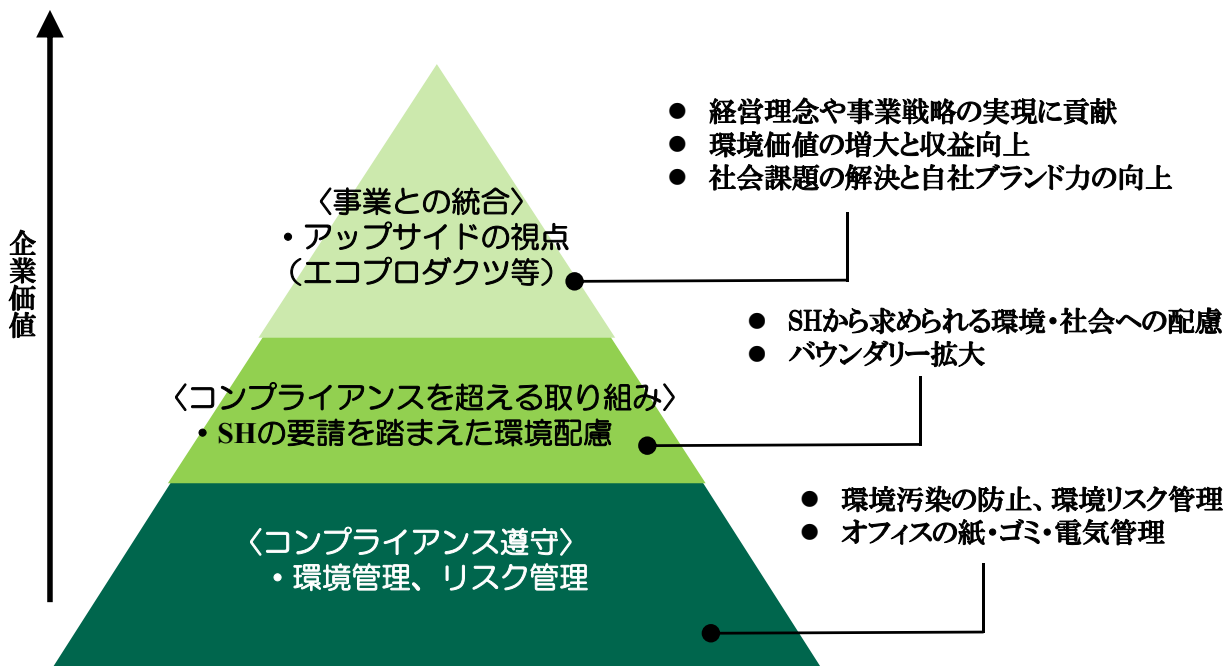 企業価値
〈事業との統合〉
・アップサイドの視点
（エコプロダクツ等）
● 経営理念や事業戦略の実現に貢献
● 環境価値の増大と収益向上
● 社会課題の解決と自社ブランド力の向上
〈コンプライアンスを超える取り組み〉
・SHの要請を踏まえた環境配慮
● SHから求められる環境・社会への配慮
● バウンダリー拡大
〈コンプライアンス遵守〉
・環境管理、リスク管理
● 環境汚染の防止、環境リスク管理
● オフィスの紙・ゴミ・電気管理